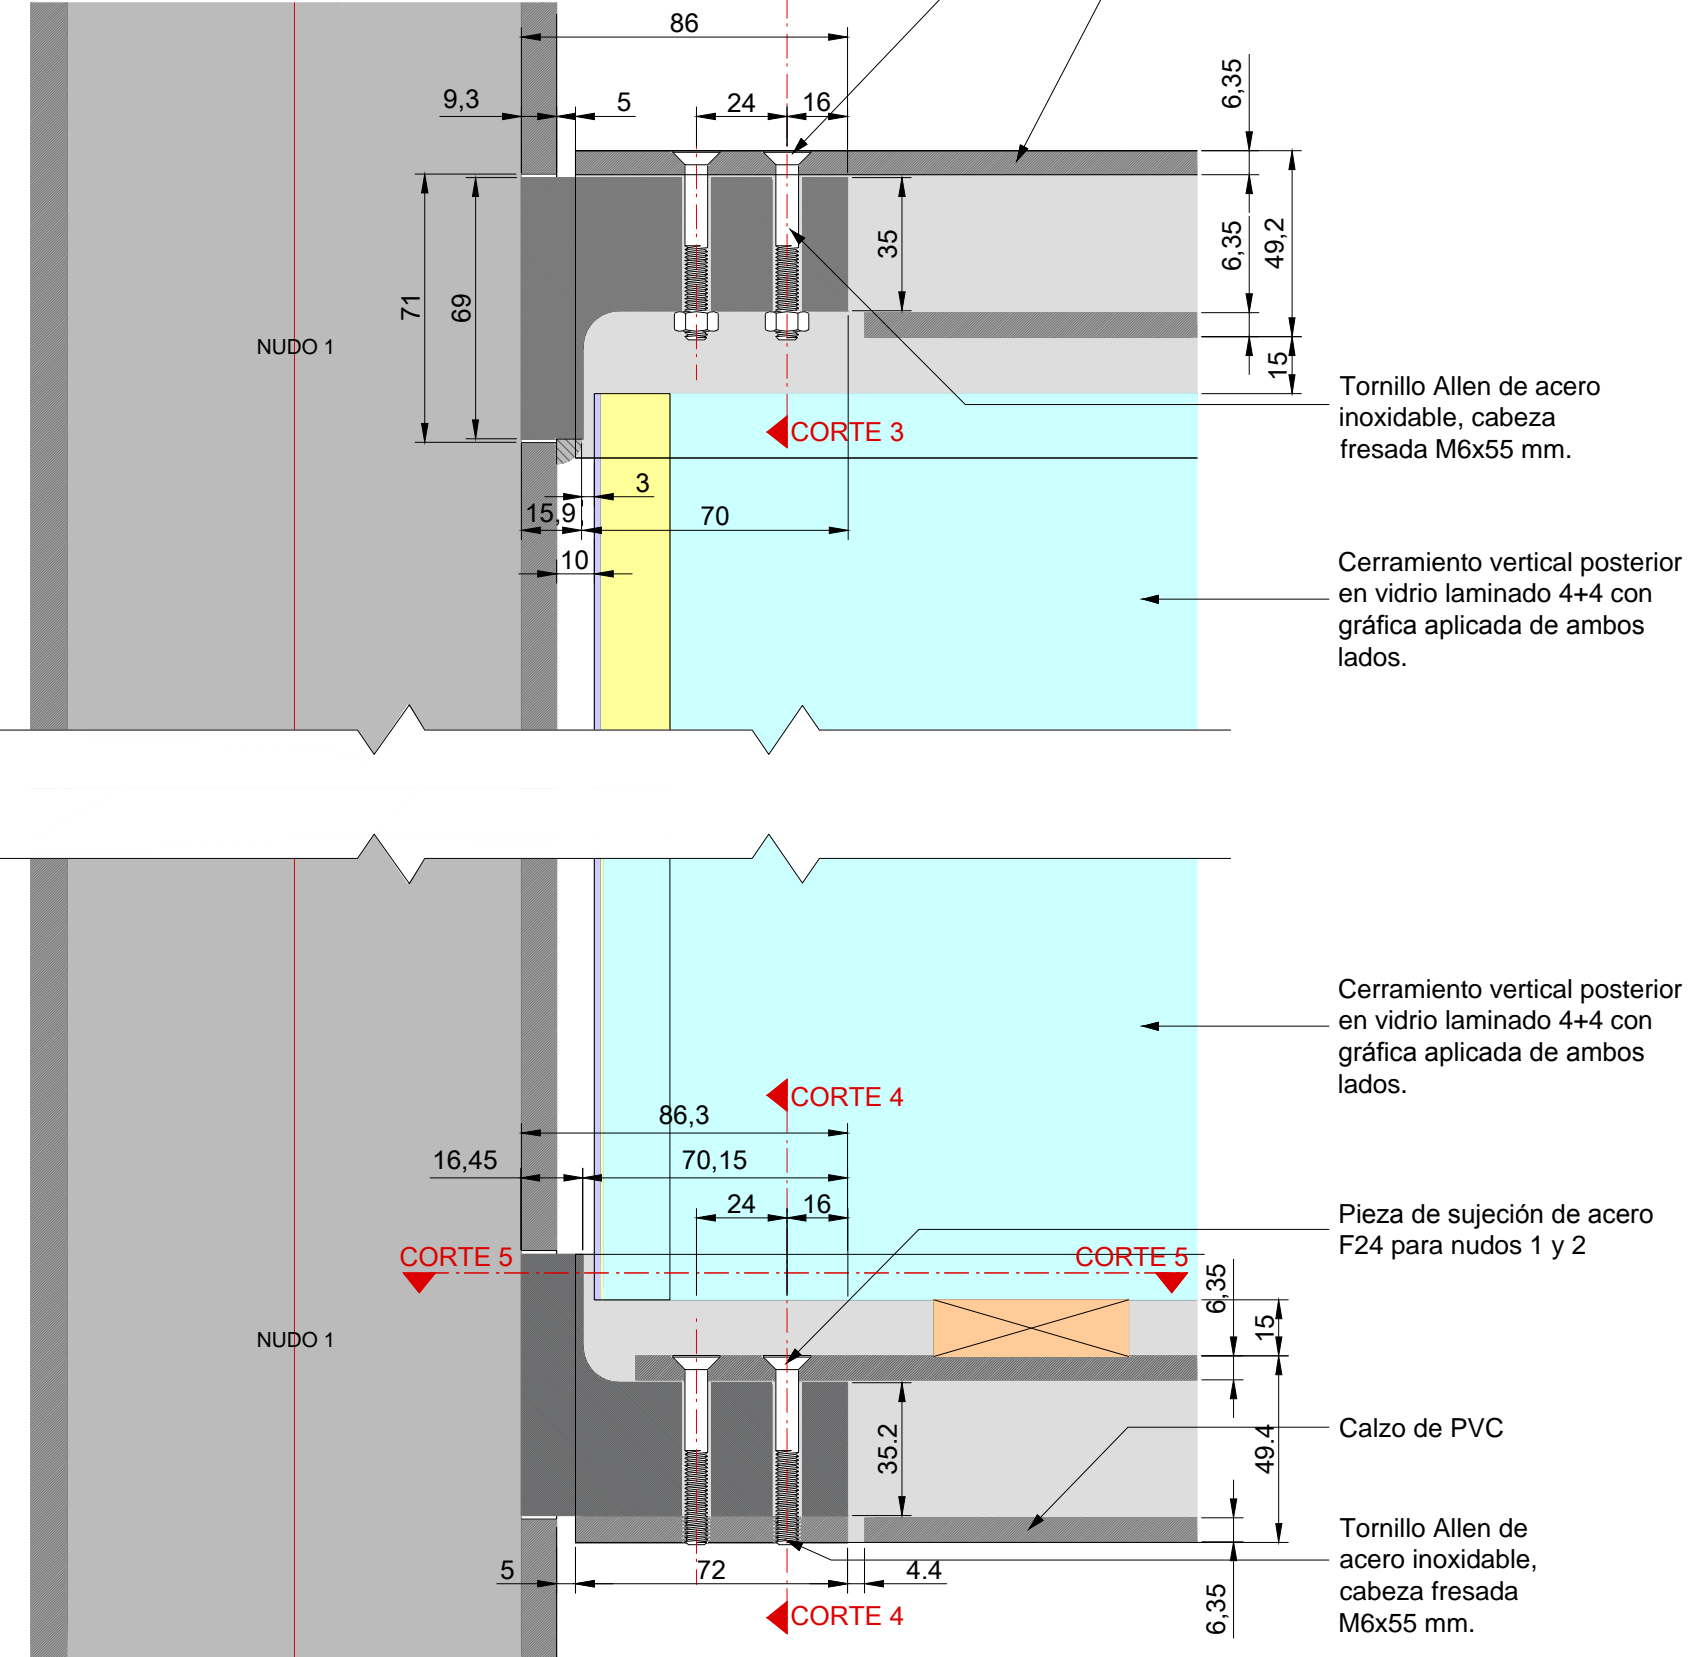 86
9,3
5
24
16
6,35
71
69
35
6,35
49,2
15
NUDO 1
Tornillo Allen de acero
inoxidable, cabeza
fresada M6x55 mm.
CORTE 3
3
15,9
70
10
Cerramiento vertical posterior
en vidrio laminado 4+4 con
gráfica aplicada de ambos
lados.
Cerramiento vertical posterior
en vidrio laminado 4+4 con
gráfica aplicada de ambos
lados.
CORTE 4
86,3
16,45
70,15
24
16
Pieza de sujeción de acero
F24 para nudos 1 y 2
CORTE 5
CORTE 5
6,35
15
NUDO 1
35.2
49.4
Calzo de PVC
Tornillo Allen de
acero inoxidable,
cabeza fresada
M6x55 mm.
5
72
4.4
6,35
CORTE 4